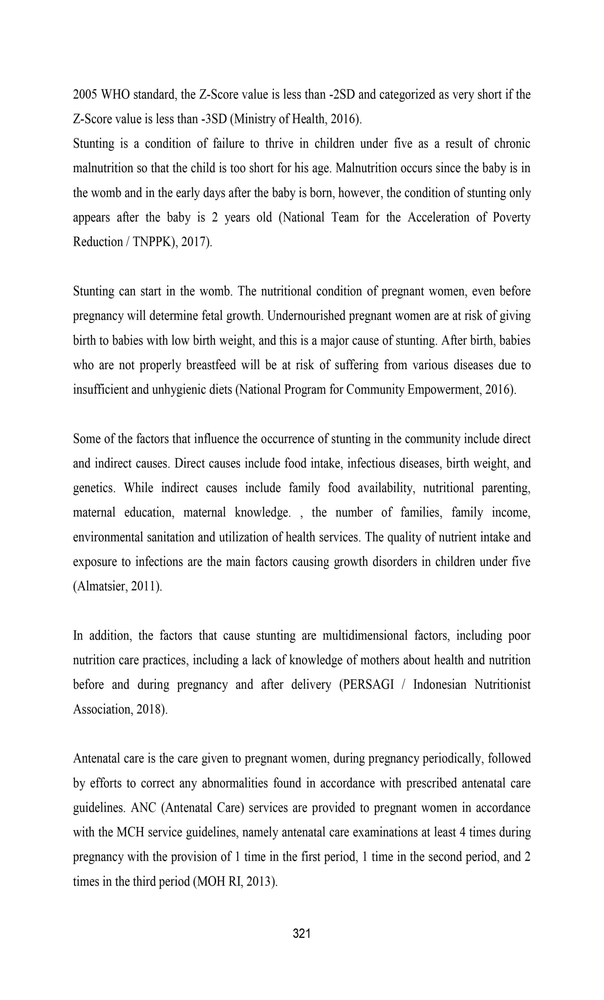 2005 WHO standard, the Z-Score value is less than -2SD and categorized as very short if the
Z-Score value is less than -3SD (Ministry of Health, 2016).
Stunting is a condition of failure to thrive in children under five as a result of chronic
malnutrition so that the child is too short for his age. Malnutrition occurs since the baby is in
the womb and in the early days after the baby is born, however, the condition of stunting only
appears after the baby is 2 years old (National Team for the Acceleration of Poverty
Reduction / TNPPK), 2017).
Stunting can start in the womb. The nutritional condition of pregnant women, even before
pregnancy will determine fetal growth. Undernourished pregnant women are at risk of giving
birth to babies with low birth weight, and this is a major cause of stunting. After birth, babies
who are not properly breastfeed will be at risk of suffering from various diseases due to
insufficient and unhygienic diets (National Program for Community Empowerment, 2016).
Some of the factors that influence the occurrence of stunting in the community include direct
and indirect causes. Direct causes include food intake, infectious diseases, birth weight, and
genetics. While indirect causes include family food availability, nutritional parenting,
maternal education, maternal knowledge. , the number of families, family income,
environmental sanitation and utilization of health services. The quality of nutrient intake and
exposure to infections are the main factors causing growth disorders in children under five
(Almatsier, 2011).
In addition, the factors that cause stunting are multidimensional factors, including poor
nutrition care practices, including a lack of knowledge of mothers about health and nutrition
before and during pregnancy and after delivery (PERSAGI / Indonesian Nutritionist
Association, 2018).
Antenatal care is the care given to pregnant women, during pregnancy periodically, followed
by efforts to correct any abnormalities found in accordance with prescribed antenatal care
guidelines. ANC (Antenatal Care) services are provided to pregnant women in accordance
with the MCH service guidelines, namely antenatal care examinations at least 4 times during
pregnancy with the provision of 1 time in the first period, 1 time in the second period, and 2
times in the third period (MOH RI, 2013).
321